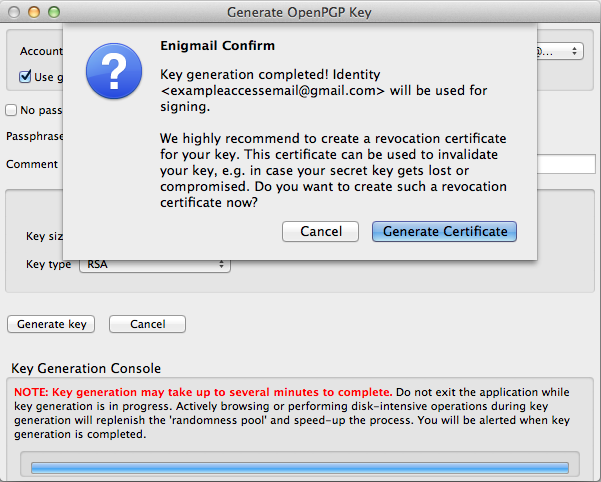 Generate OpenPGP Key
Enigmail Confirm
Account
@...
Use g
Key generation completed! Identity
<exampleaccessemail@gmail.com> will be used for
signing.
No pass
Passphrase
We highly recommend to create a revocation certificate
for your key. This certificate can be used to invalidate
your key, e.g. in case your secret key gets lost or
compromised. Do you want to create such a revocation
certificate now?
Comment
Cancel
Generate Certificate
Key siz
Key type
RSA
Generate key
Cancel
Key Generation Console
NOTE: Key generation may take up to several minutes to complete. Do not exit the application while
key generation is in progress. Actively browsing or performing disk-intensive operations during key
generation will replenish the 'randomness pool' and speed-up the process. You will be alerted when key
generation is completed.